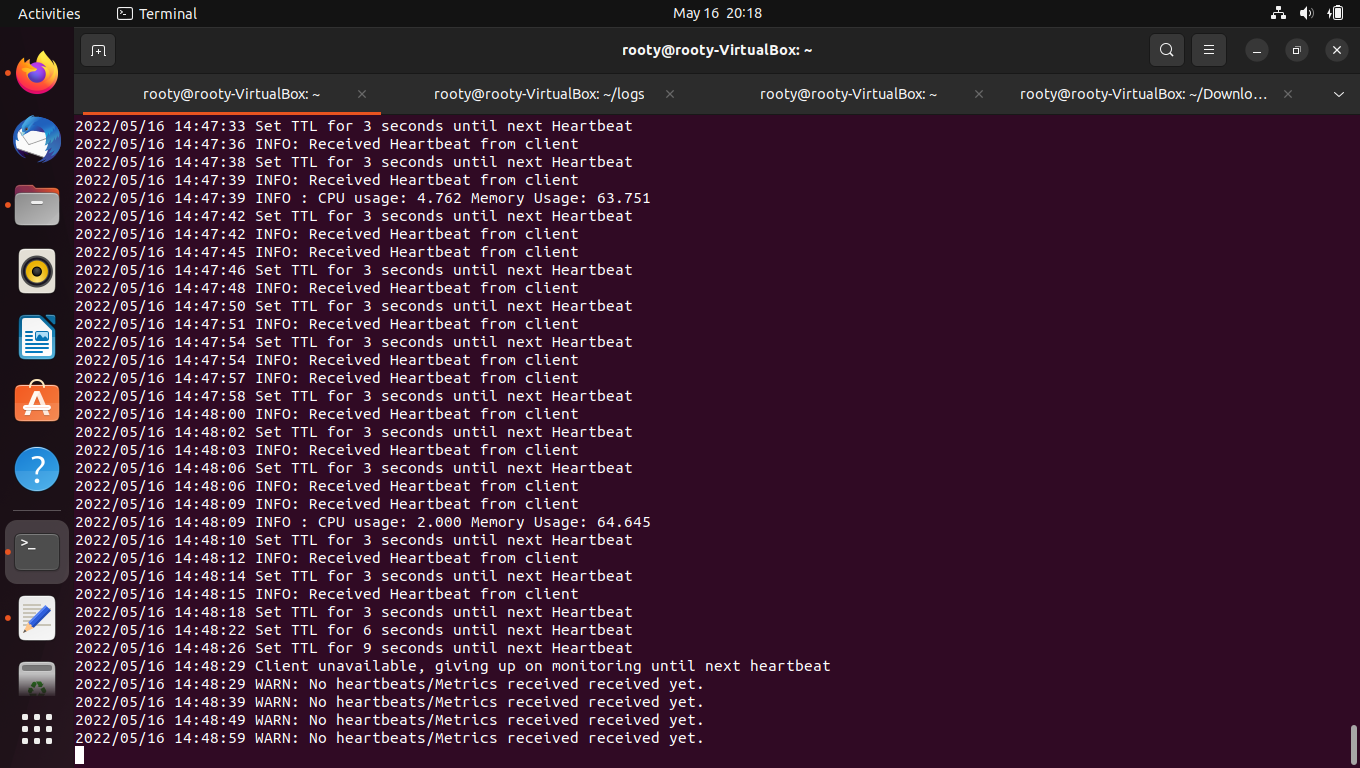 Activities
Terminal
May 16 20:18
rooty@rooty-VirtualBox: ~
rooty@rooty-VirtualBox: ~
rooty@rooty-VirtualBox: ~/logs
rooty@rooty-VirtualBox: ~
rooty@rooty-VirtualBox: ~/Downlo...
2022/05/16 14:47:33 Set TTL for 3 seconds until next Heartbeat
2022/05/16 14:47:36 INFO: Received Heartbeat from client
2022/05/16 14:47:38 Set TTL for 3 seconds until next Heartbeat
2022/05/16 14:47:39 INFO: Received Heartbeat from client
2022/05/16 14:47:39 INFO : CPU usage: 4.762 Memory Usage: 63.751
2022/05/16 14:47:42 Set TTL for 3 seconds until next Heartbeat
2022/05/16 14:47:42 INFO: Received Heartbeat from client
2022/05/16 14:47:45 INFO: Received Heartbeat from client
2022/05/16 14:47:46 Set TTL for 3 seconds until next Heartbeat
2022/05/16 14:47:48 INFO: Received Heartbeat from client
2022/05/16 14:47:50 Set TTL for 3 seconds until next Heartbeat
2022/05/16 14:47:51 INFO: Received Heartbeat from client
2022/05/16 14:47:54 Set TTL for 3 seconds until next Heartbeat
2022/05/16 14:47:54 INFO: Received Heartbeat from client
2022/05/16 14:47:57 INFO: Received Heartbeat from client
2022/05/16 14:47:58 Set TTL for 3 seconds until next Heartbeat
2022/05/16 14:48:00 INFO: Received Heartbeat from client
2022/05/16 14:48:02 Set TTL for 3 seconds until next Heartbeat
2022/05/16 14:48:03 INFO: Received Heartbeat from client
2022/05/16 14:48:06 Set TTL for 3 seconds until next Heartbeat
2022/05/16 14:48:06 INFO: Received Heartbeat from client
2022/05/16 14:48:09 INFO: Received Heartbeat from client
2022/05/16 14:48:09 INFO : CPU usage: 2.000 Memory Usage: 64.645
2022/05/16 14:48:10 Set TTL for 3 seconds until next Heartbeat
2022/05/16 14:48:12 INFO: Received Heartbeat from client
2022/05/16 14:48:14 Set TTL for 3 seconds until next Heartbeat
2022/05/16 14:48:15 INFO: Received Heartbeat from client
2022/05/16 14:48:18 Set TTL for 3 seconds until next Heartbeat
2022/05/16 14:48:22 Set TTL for 6 seconds until next Heartbeat
2022/05/16 14:48:26 Set TTL for 9 seconds until next Heartbeat
2022/05/16 14:48:29 Client unavailable, giving up on monitoring until next heartbeat
2022/05/16 14:48:29 WARN: No heartbeats/Metrics received received yet.
2022/05/16 14:48:39 WARN: No heartbeats/Metrics received received yet.
2022/05/16 14:48:49 WARN: No heartbeats/Metrics received received yet.
2022/05/16 14:48:59 WARN: No heartbeats/Metrics received received yet.